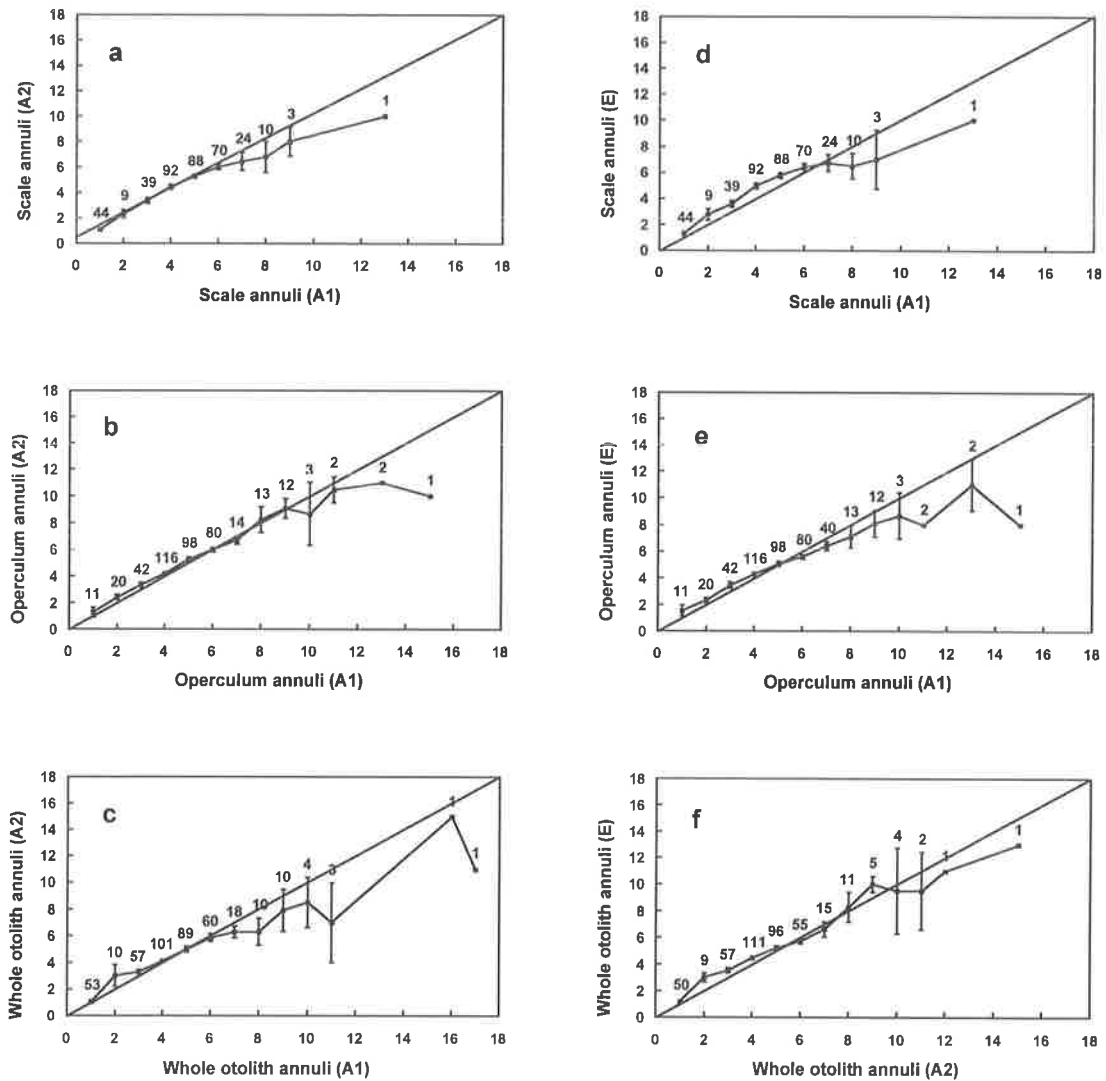 a
Scale annuli (A2)
18
16
14
12
10
8
6
4
2
0
44 9 39 92 88 70 24 10 3 1
0 2 4 6 8 10 12 14 16 18
Scale annuli (A1)
d
Scale annuli (E)
18
16
14
12
10
8
6
4
2
0
44 9 39 92 88 70 24 10 3 1
0 2 4 6 8 10 12 14 16 18
Scale annuli (A1)
b
Operculum annuli (A2)
18
16
14
12
10
8
6
4
2
0
11 20 42 116 98 80 14 13 12 3 2 2 1
0 2 4 6 8 10 12 14 16 18
Operculum annuli (A1)
e
Operculum annuli (E)
18
16
14
12
10
8
6
4
2
0
11 20 42 116 98 80 40 13 12 3 2 2 1
0 2 4 6 8 10 12 14 16 18
Operculum annuli (A1)
c
Whole otolith annuli (A2)
18
16
14
12
10
8
6
4
2
0
53 10 57 101 89 60 18 10 10 4 3 1 1
0 2 4 6 8 10 12 14 16 18
Whole otolith annuli (A1)
f
Whole otolith annuli (E)
18
16
14
12
10
8
6
4
2
0
50 9 57 111 96 55 15 11 5 4 2 1 1
0 2 4 6 8 10 12 14 16 18
Whole otolith annuli (A2)